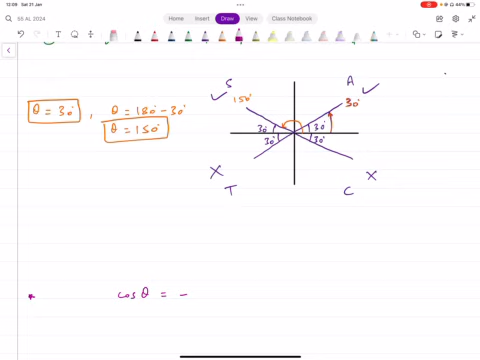 12:09 Sat 21 Jan
44%
SS AL 2024
Home Insert Draw View Class Notebook
S A
150° 30°
θ = 30° , θ = 180 - 30°
θ = 150°
30° 30°
30° 30°
T C
cos θ = -